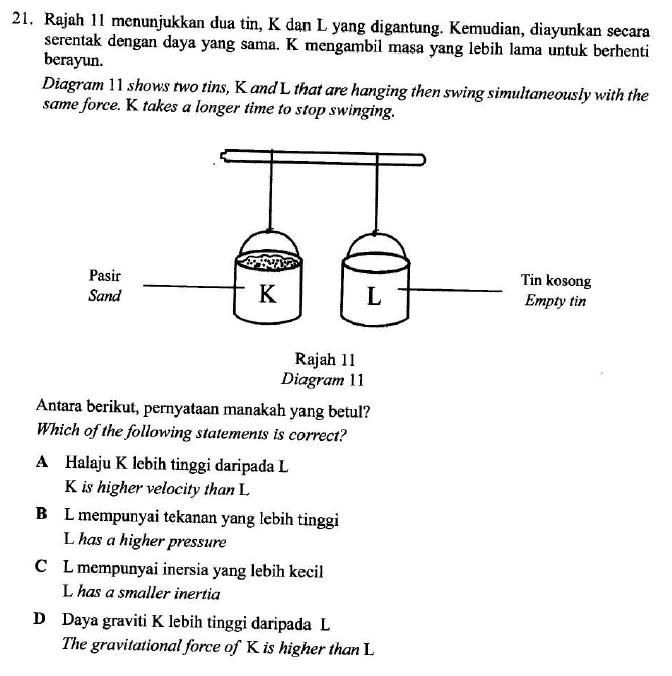 21. Rajah 11 menunjukkan dua tin, K dan L yang digantung. Kemudian, diayunkan secara
serentak dengan daya yang sama. K mengambil masa yang lebih lama untuk berhenti
berayun.
Diagram 11 shows two tins, K and L that are hanging then swing simultaneously with the
same force. K takes a longer time to stop swinging.
Pasir
Sand
K
L
Tin kosong
Empty tin
Rajah 11
Diagram 11
Antara berikut, pernyataan manakah yang betul?
Which of the following statements is correct?
A Halaju K lebih tinggi daripada L
K is higher velocity than L
B L mempunyai tekanan yang lebih tinggi
L has a higher pressure
C L mempunyai inersia yang lebih kecil
L has a smaller inertia
D Daya graviti K lebih tinggi daripada L
The gravitational force of K is higher than L